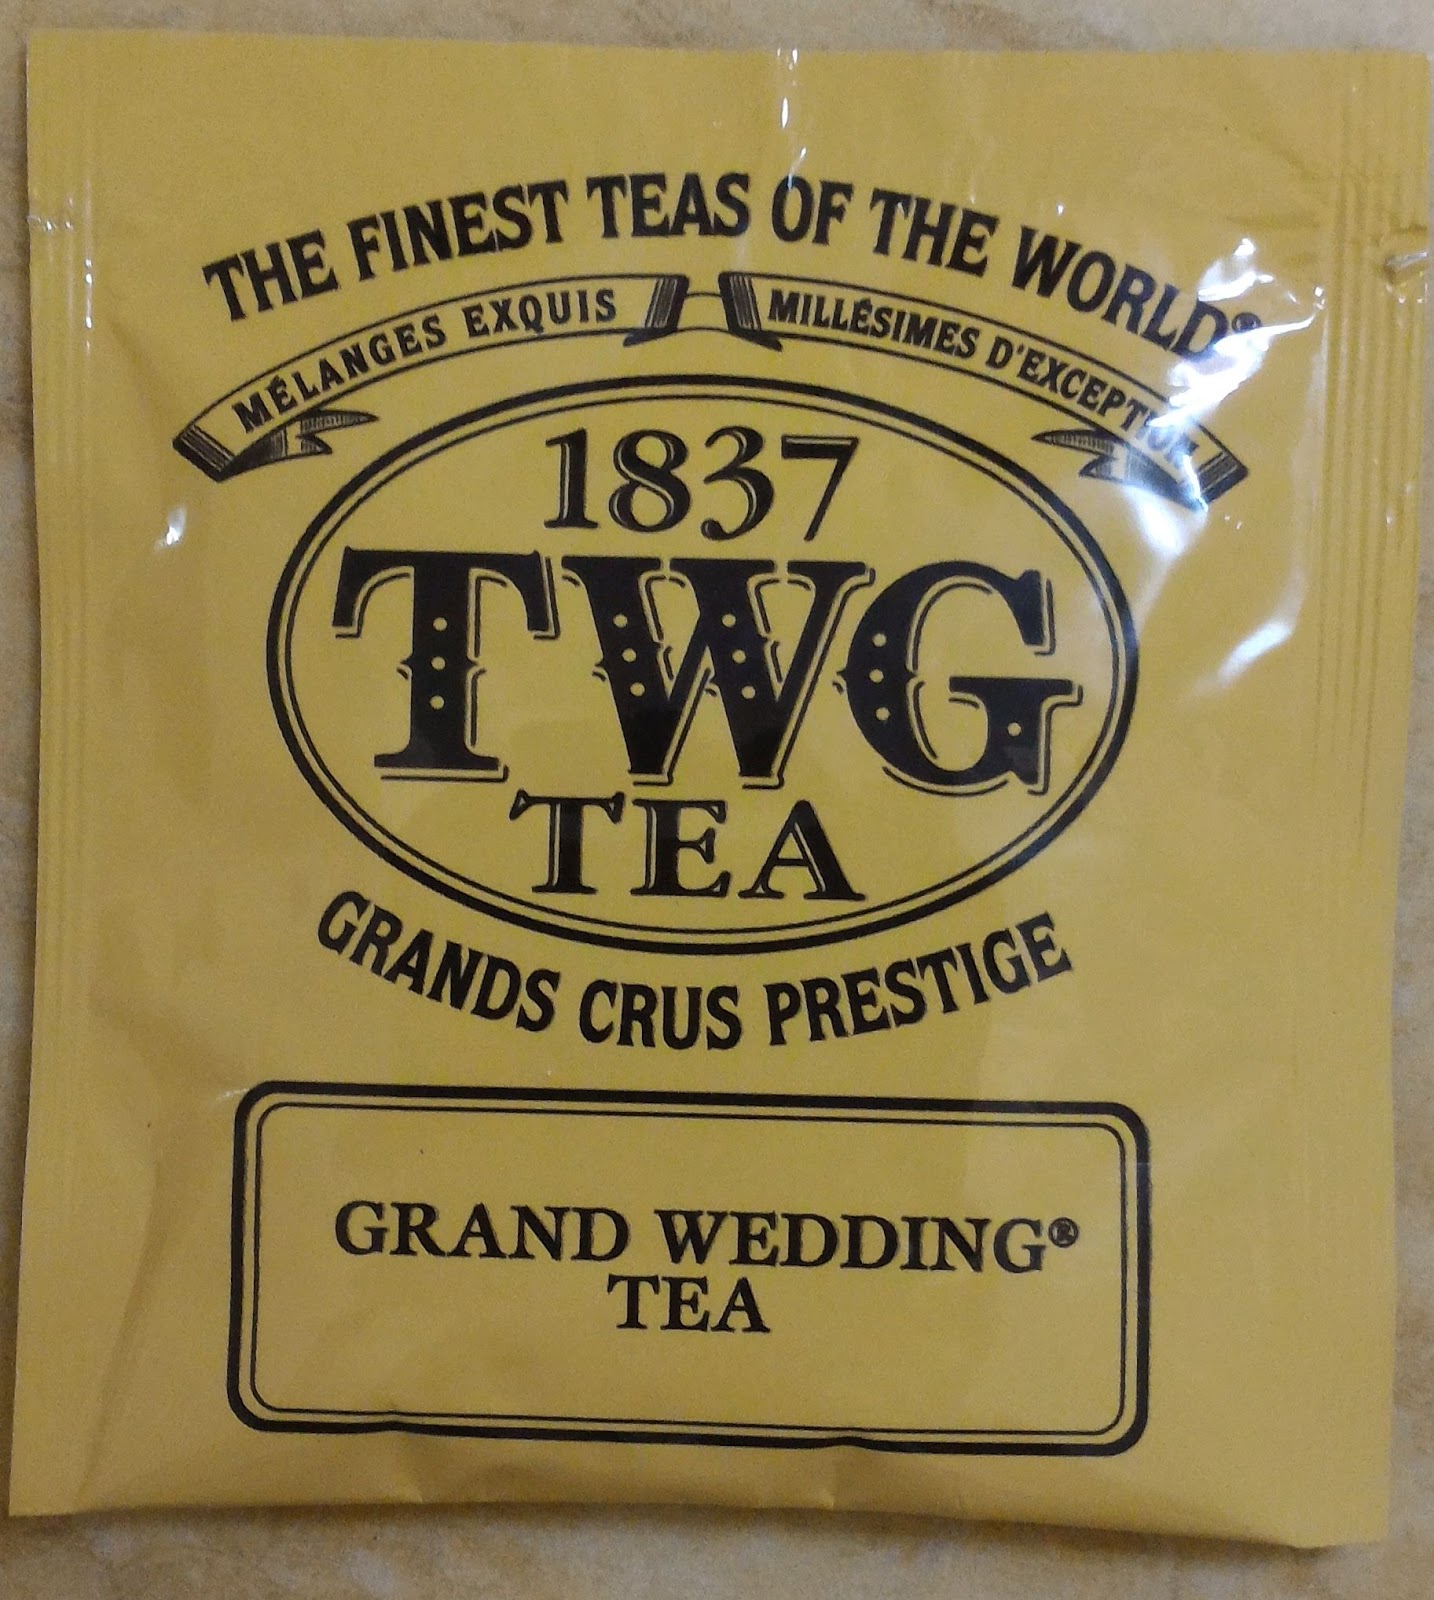 THE FINEST TEAS OF THE WORLD®
MÉLANGES EXQUIS MILLÉSIMES D'EXCEPTION
1837
TWG
TEA
GRANDS CRUS PRESTIGE
GRAND WEDDING®
TEA